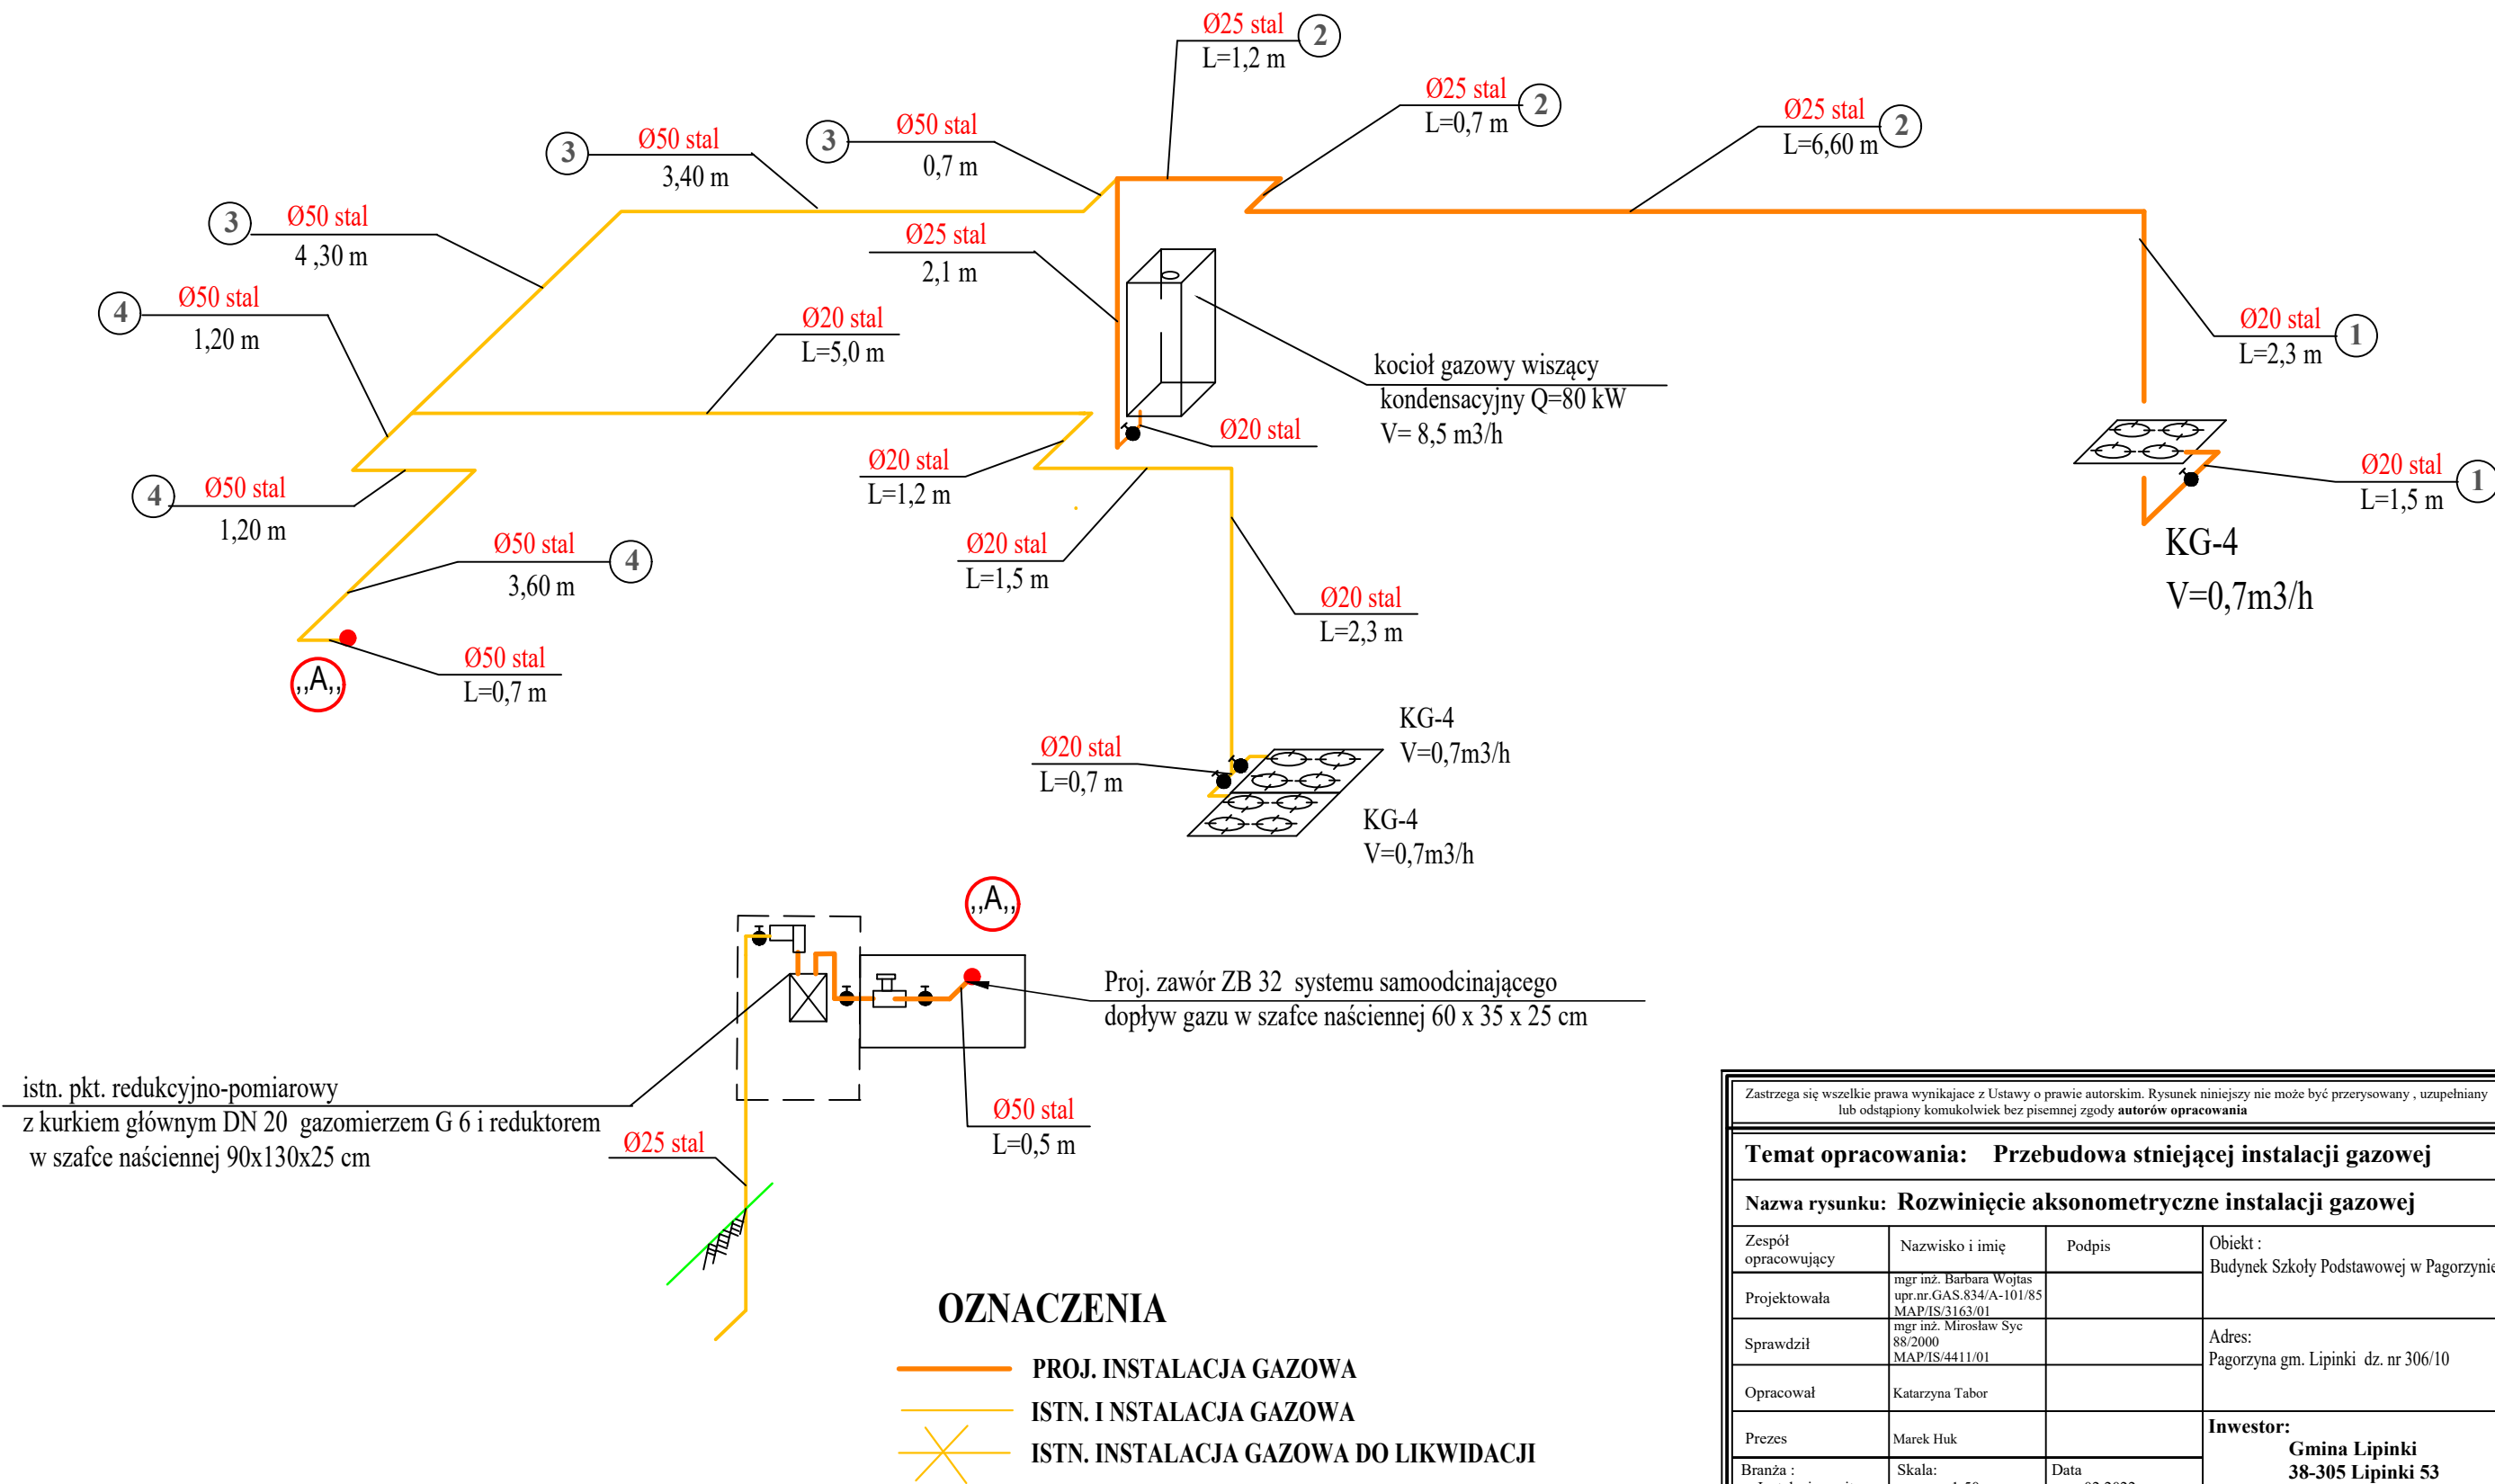 Ø25 stal
L=1,2 m
2
Ø25 stal
L=0,7 m
2
Ø25 stal
L=6,60 m
2
3
Ø50 stal
3,40 m
3
Ø50 stal
0,7 m
3
Ø50 stal
4 ,30 m
Ø25 stal
2,1 m
4
Ø50 stal
1,20 m
Ø20 stal
L=5,0 m
Ø20 stal
L=2,3 m
1
kocioł gazowy wiszący
kondensacyjny Q=80 kW
V= 8,5 m3/h
Ø20 stal
Ø20 stal
L=1,2 m
Ø20 stal
L=1,5 m
1
4
Ø50 stal
1,20 m
Ø50 stal
3,60 m
4
Ø20 stal
L=1,5 m
KG-4
V=0,7m3/h
Ø20 stal
L=2,3 m
Ø50 stal
L=0,7 m
,,A,,
KG-4
V=0,7m3/h
Ø20 stal
L=0,7 m
KG-4
V=0,7m3/h
,,A,,
Proj. zawór ZB 32 systemu samoodcinającego
dopływ gazu w szafce naściennej 60 x 35 x 25 cm
istn. pkt. redukcyjno-pomiarowy
z kurkiem głównym DN 20 gazomierzem G 6 i reduktorem
w szafce naściennej 90x130x25 cm
Ø25 stal
Ø50 stal
L=0,5 m
OZNACZENIA
PROJ. INSTALACJA GAZOWA
ISTN. I NSTALACJA GAZOWA
ISTN. INSTALACJA GAZOWA DO LIKWIDACJI
Zastrzega się wszelkie prawa wynikajace z Ustawy o prawie autorskim. Rysunek niniejszy nie może być przerysowany , uzupełniany
lub odstąpiony komukolwiek bez pisemnej zgody autorów opracowania
Temat opracowania: Przebudowa stniejącej instalacji gazowej
Nazwa rysunku: Rozwinięcie aksonometryczne instalacji gazowej
Zespół
opracowujący
Nazwisko i imię
Podpis
Obiekt :
Budynek Szkoły Podstawowej w Pagorzynie
Projektowała
mgr inż. Barbara Wojtas
upr.nr.GAS.834/A-101/85
MAP/IS/3163/01
Sprawdził
mgr inż. Mirosław Syc
88/2000
MAP/IS/4411/01
Adres:
Pagorzyna gm. Lipinki dz. nr 306/10
Opracował
Katarzyna Tabor
Prezes
Marek Huk
Inwestor:
Gmina Lipinki
38-305 Lipinki 53
Branża :
Skala:
Data